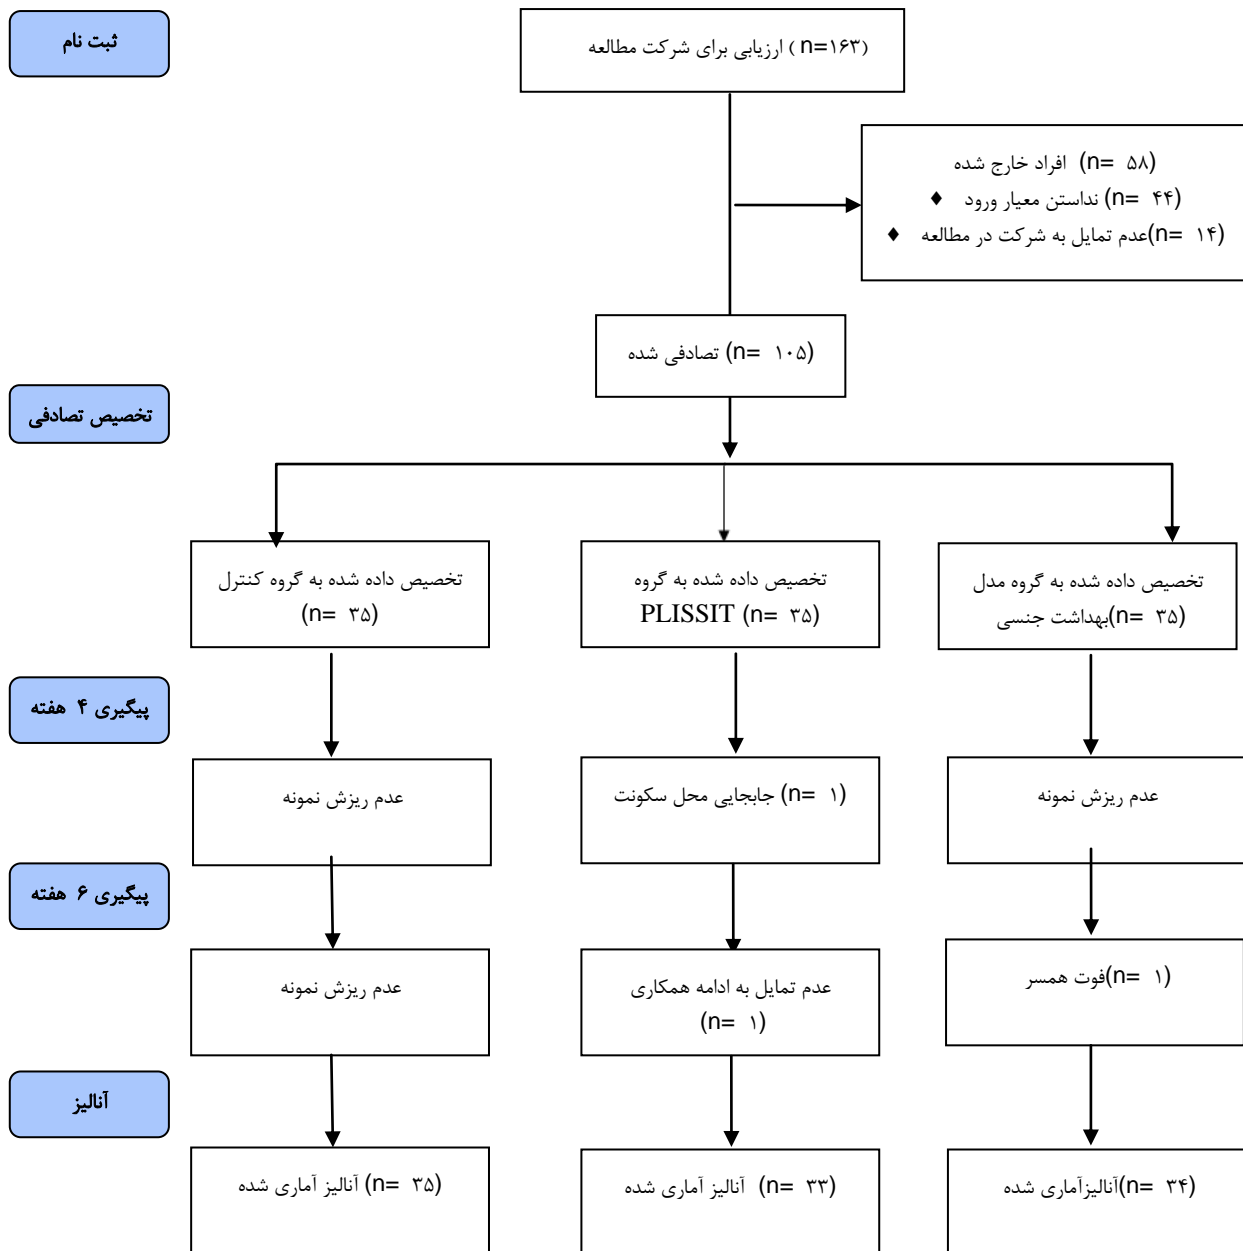 ثبت نام
ارزیابی برای شرکت مطالعه (n=۱۶۳)
افراد خارج شده (n= ۵۸)
♦ نداستن معیار ورود (n= ۴۴)
♦ عدم تمایل به شرکت در مطالعه (n= ۱۴)
تصادفی شده (n= ۱۰۵)
تخصیص تصادفی
تخصیص داده شده به گروه مدل
بهداشت جنسی (n= ۳۵)
تخصیص داده شده به گروه
PLISSIT (n= ۳۵)
تخصیص داده شده به گروه کنترل
(n= ۳۵)
پیگیری ۴ هفته
عدم ریزش نمونه
جابجایی محل سکونت (n= ۱)
عدم ریزش نمونه
پیگیری ۶ هفته
فوت همسر (n= ۱)
عدم تمایل به ادامه همکاری
(n= ۱)
عدم ریزش نمونه
آنالیز
آنالیزآماری شده (n= ۳۴)
آنالیز آماری شده (n= ۳۳)
آنالیز آماری شده (n= ۳۵)